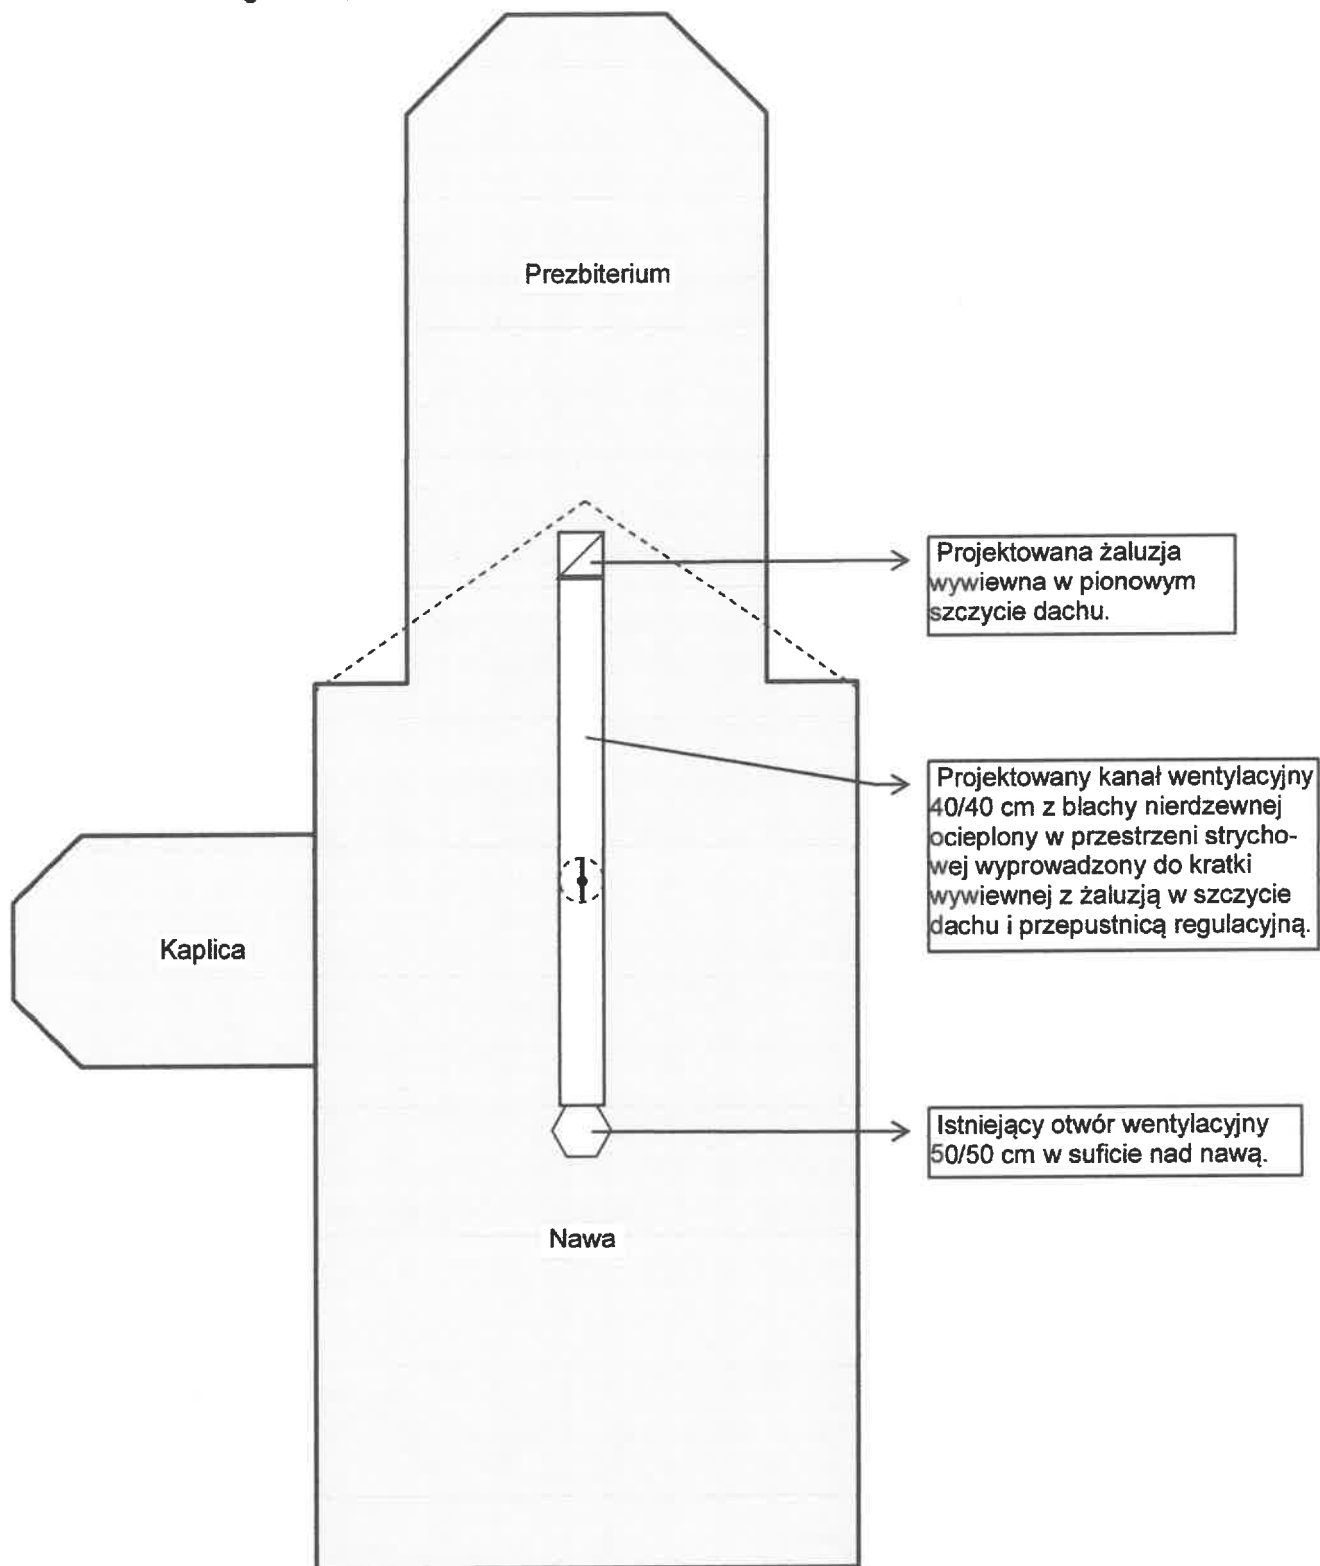 Prezbiterium
Projektowana żaluzja
wywiewna w pionowym
szczycie dachu.
Projektowany kanał wentylacyjny
40/40 cm z blachy nierdzewnej
ocieplony w przestrzeni strycho-
wej wyprowadzony do kratki
wywiewnej z żaluzją w szczycie
dachu i przepustnicą regulacyjną.
Kaplica
Istniejący otwór wentylacyjny
50/50 cm w suficie nad nawą.
Nawa